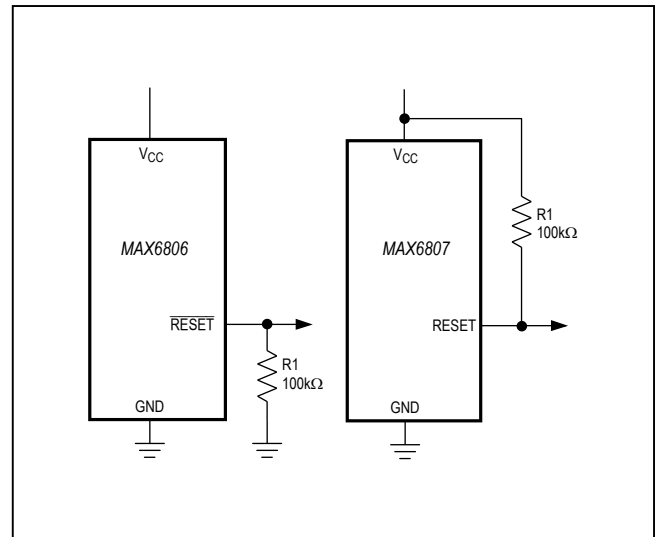 VCC
MAX6806
RESET
R1
100kΩ
GND
VCC
R1
100kΩ
MAX6807
RESET
GND